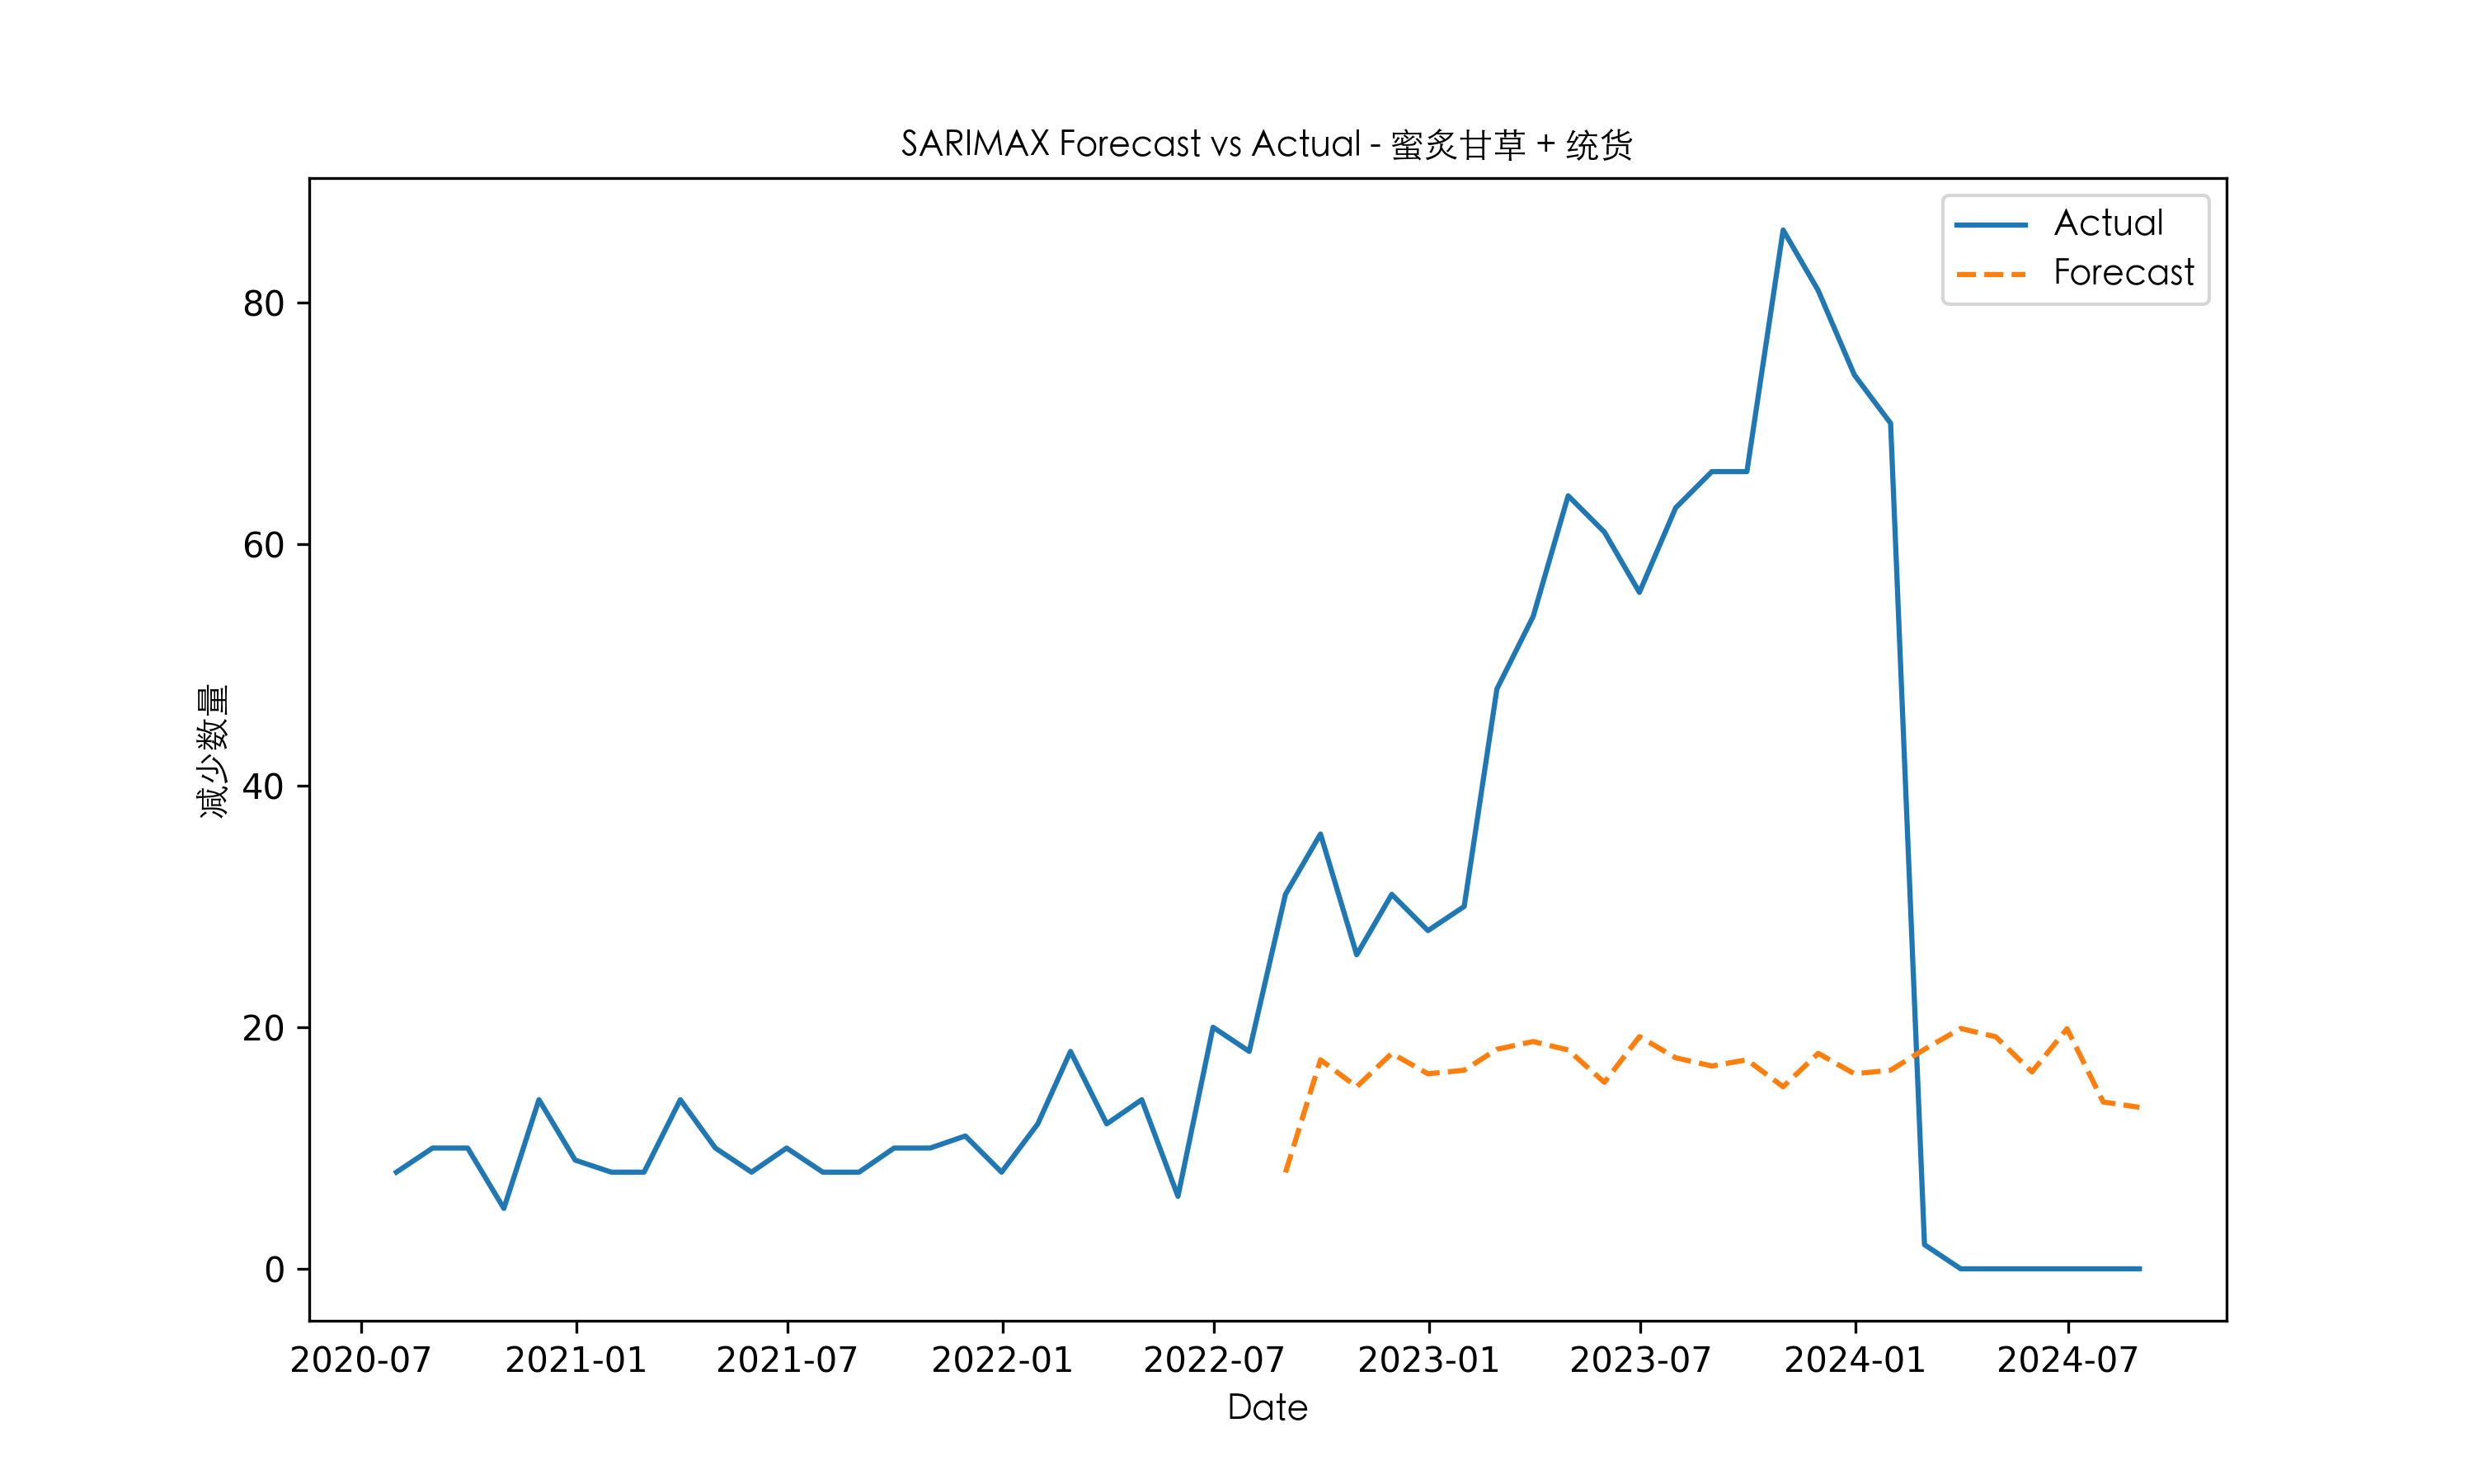 SARIMAX Forecast vs Actual - 蜜炙甘草 + 统货
Actual
Forecast
减少数量
80
60
40
20
0
2020-07 2021-01 2021-07 2022-01 2022-07 2023-01 2023-07 2024-01 2024-07
Date